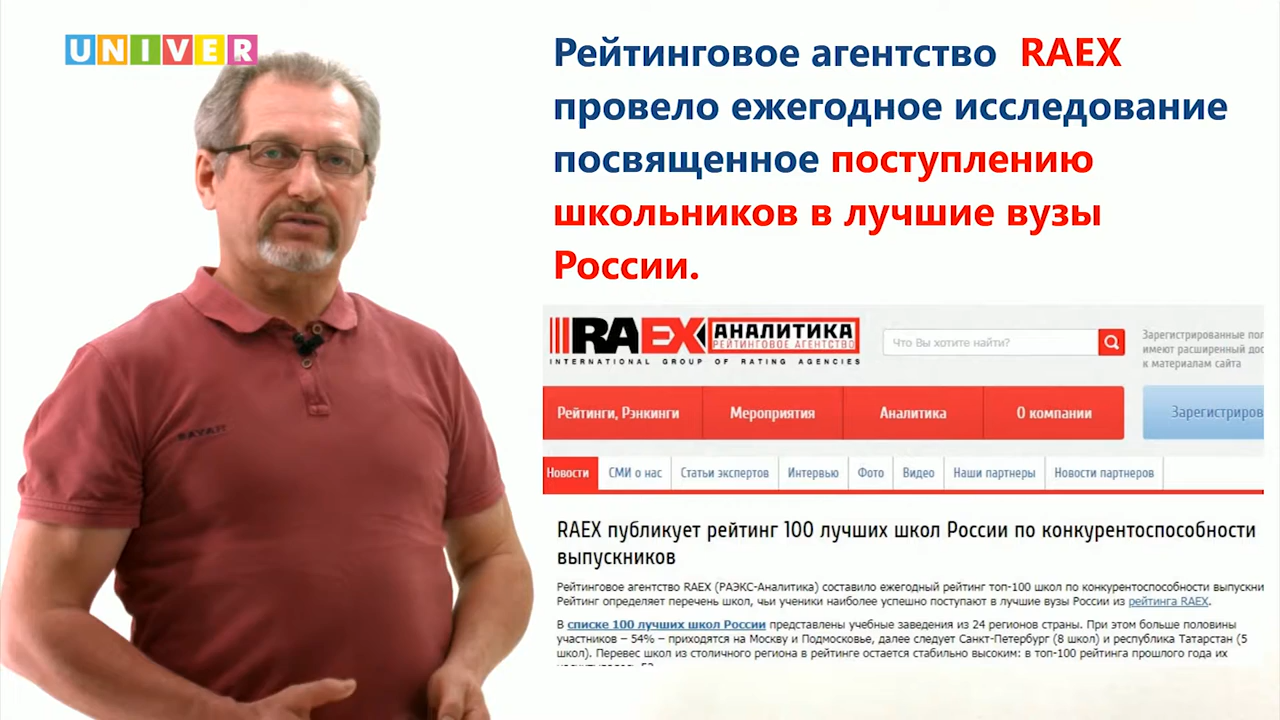 UNIVER
Рейтинговое агентство RAEX
провело ежегодное исследование
посвященное поступлению
школьников в лучшие вузы
России.
RAEX АНАЛИТИКА
РЕЙТИНГОВОЕ АГЕНТСТВО
INTERNATIONAL GROUP OF RATING AGENCIES
Что Вы хотите найти?
Зарегистрированные пол
имеют расширенный дос
к материалам сайта
Рейтинги, Рэнкинги Мероприятия Аналитика О компании Зарегистриров
Новости СМИ о нас Статьи экспертов Интервью Фото Видео Наши партнеры Новости партнеров
RAEX публикует рейтинг 100 лучших школ России по конкурентоспособности
выпускников
Рейтинговое агентство RAEX (РАЭКС-Аналитика) составило ежегодный рейтинг топ-100 школ по конкурентоспособности выпускни
Рейтинг определяет перечень школ, чьи ученики наиболее успешно поступают в лучшие вузы России из рейтинга RAEX.
В списке 100 лучших школ России представлены учебные заведения из 24 регионов страны. При этом больше половины
участников – 54% – приходятся на Москву и Подмосковье, далее следует Санкт-Петербург (8 школ) и республика Татарстан (5
школ). Перевес школ из столичного региона в рейтинге остается стабильно высоким: в топ-100 рейтинга прошлого года их